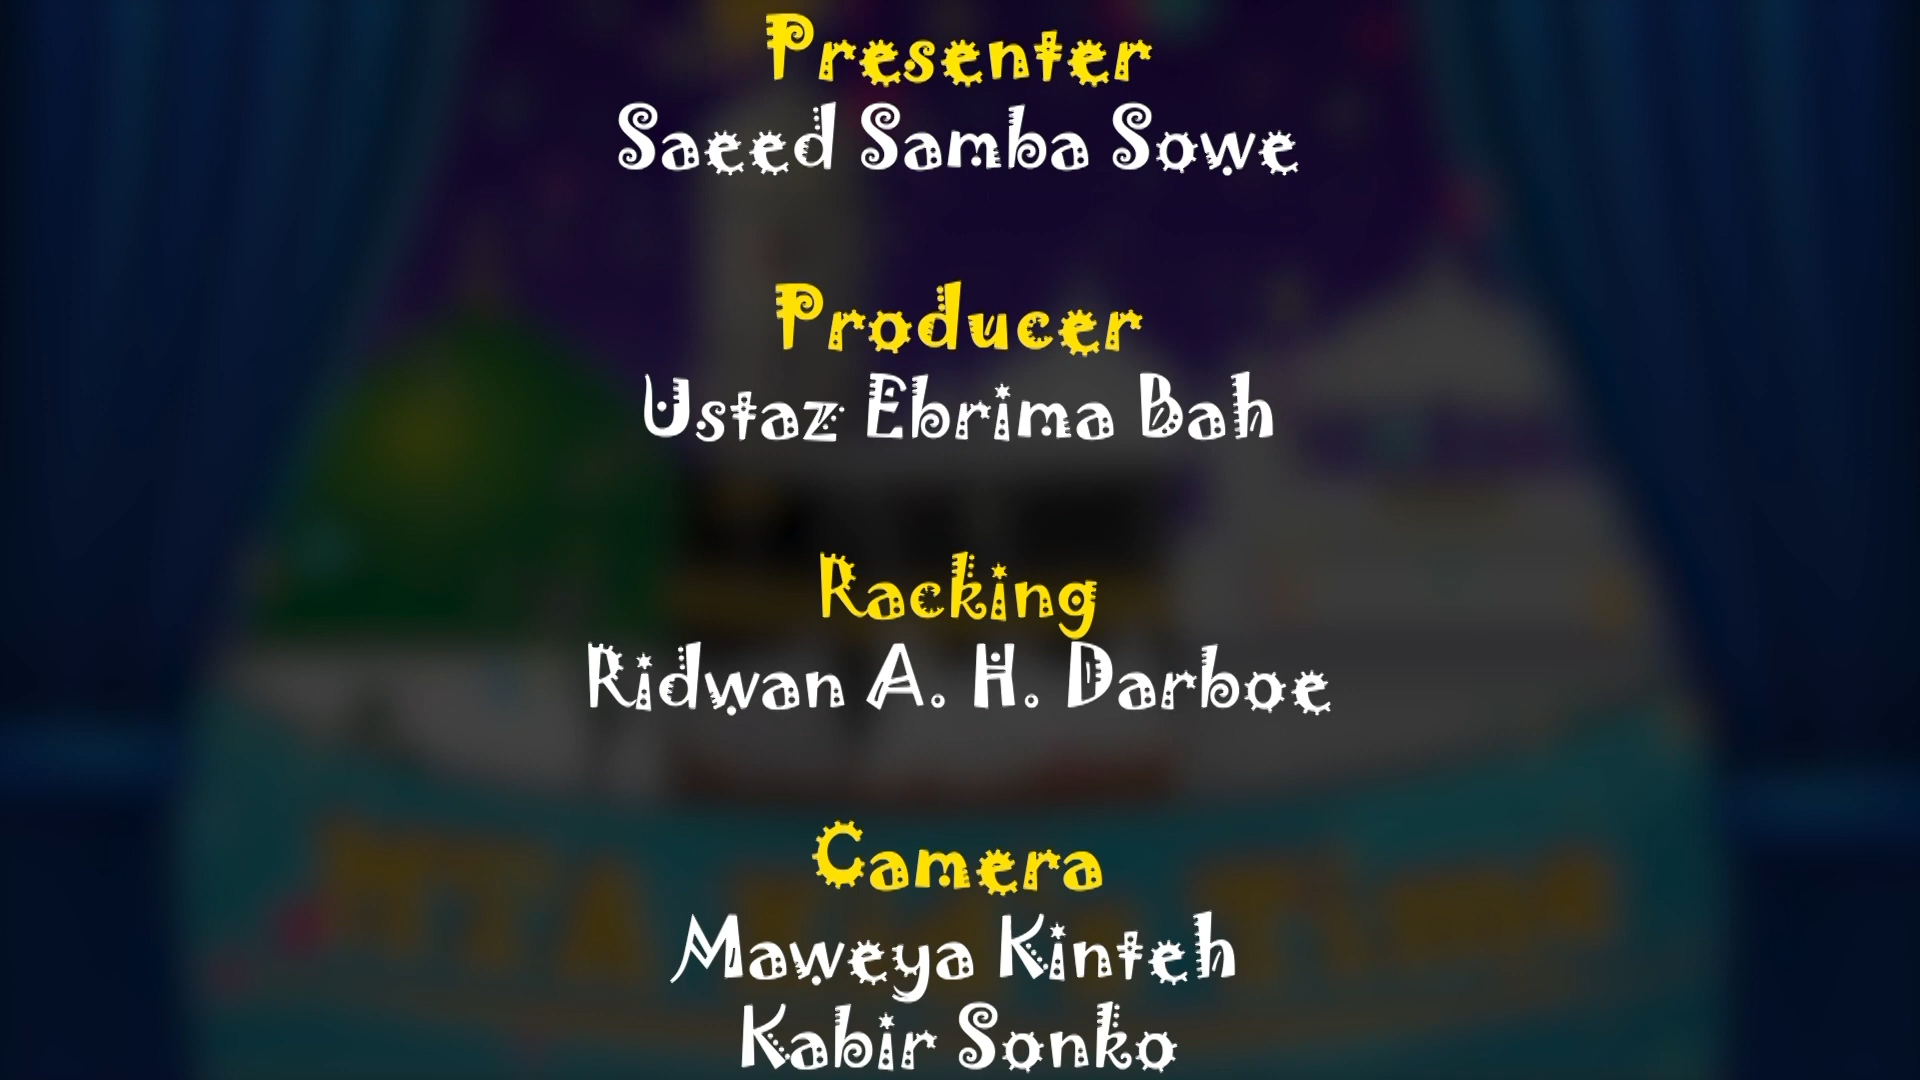 Presenter
Saeed Samba Sowe
Producer
Ustaz Ebrima Bah
Racking
Ridwan A. H. Darboe
Camera
Maweya Kinteh
Kabir Sonko